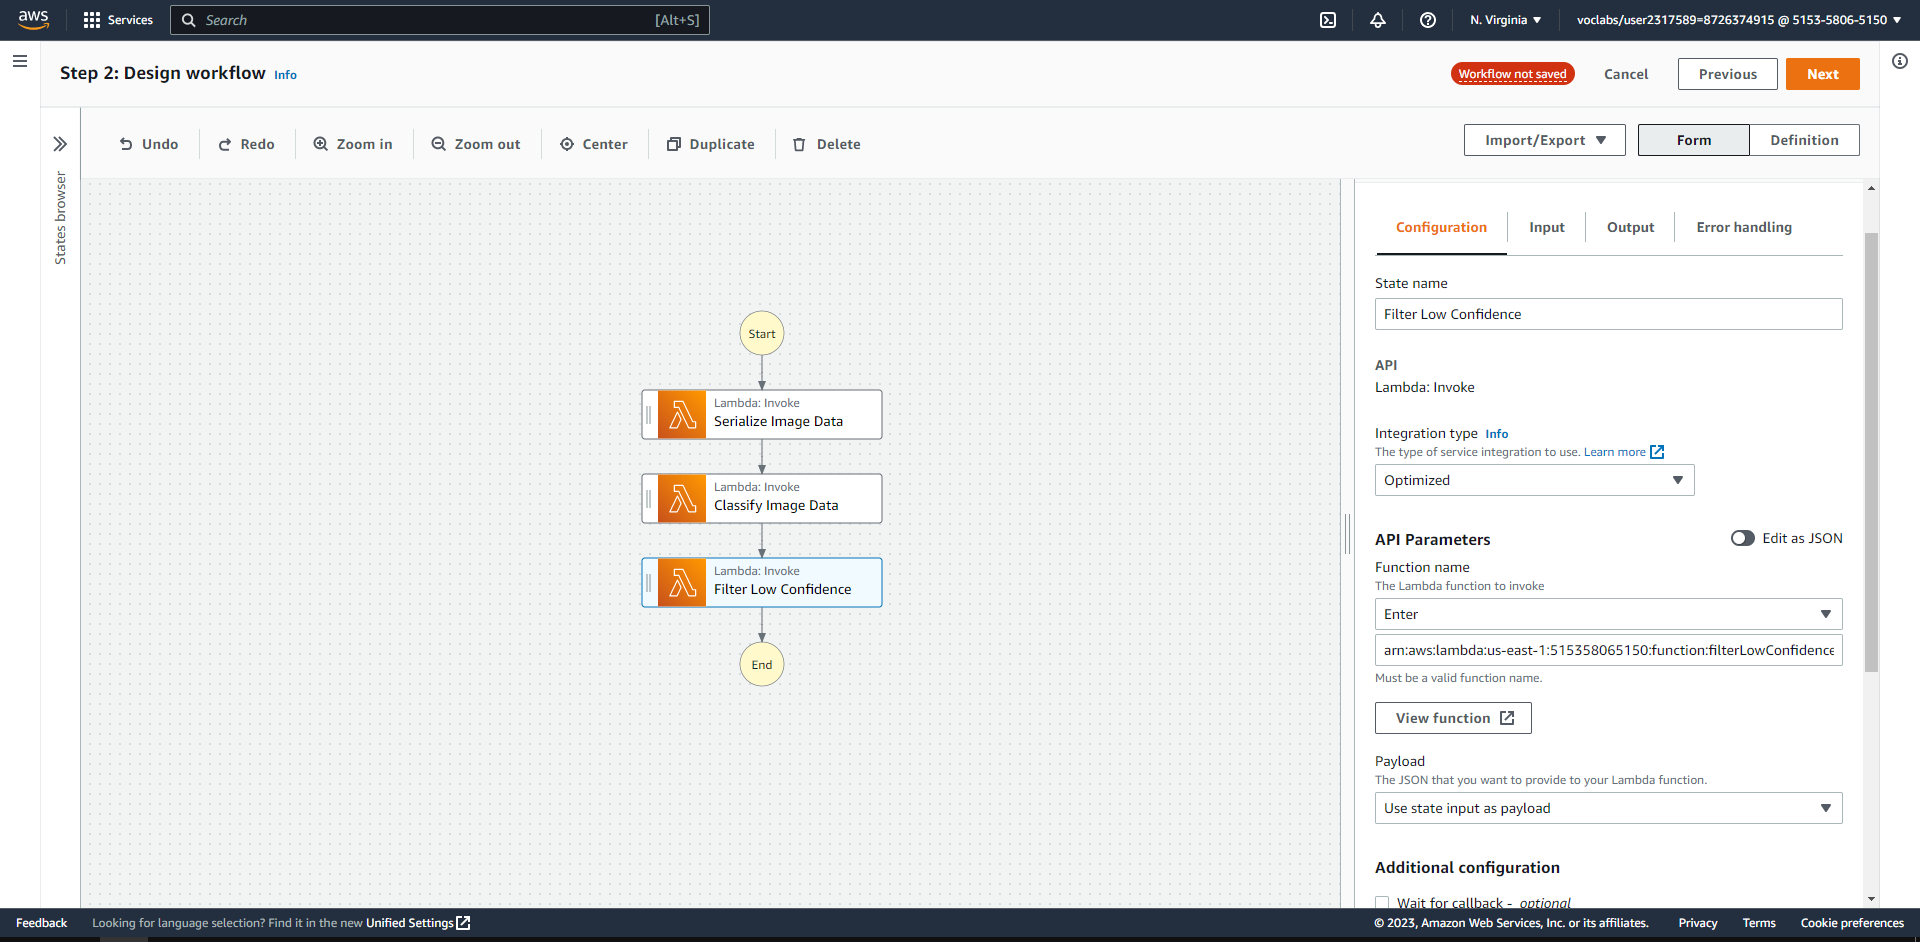 aws
Services
Search
[Alt+S]
N. Virginia
voclabs/user2317589=8726374915 @ 5153-5806-5150
Step 2: Design workflow Info
Workflow not saved
Cancel
Previous
Next
Undo
Redo
Zoom in
Zoom out
Center
Duplicate
Delete
Import/Export
Form
Definition
States browser
Start
Lambda: Invoke
Serialize Image Data
Lambda: Invoke
Classify Image Data
Lambda: Invoke
Filter Low Confidence
End
Configuration
Input
Output
Error handling
State name
Filter Low Confidence
API
Lambda: Invoke
Integration type Info
The type of service integration to use. Learn more
Optimized
API Parameters
Edit as JSON
Function name
The Lambda function to invoke
Enter
arn:aws:lambda:us-east-1:515358065150:function:filterLowConfidence
Must be a valid function name.
View function
Payload
The JSON that you want to provide to your Lambda function.
Use state input as payload
Additional configuration
Wait for callback - optional
Feedback
Looking for language selection? Find it in the new Unified Settings
© 2023, Amazon Web Services, Inc. or its affiliates.
Privacy
Terms
Cookie preferences